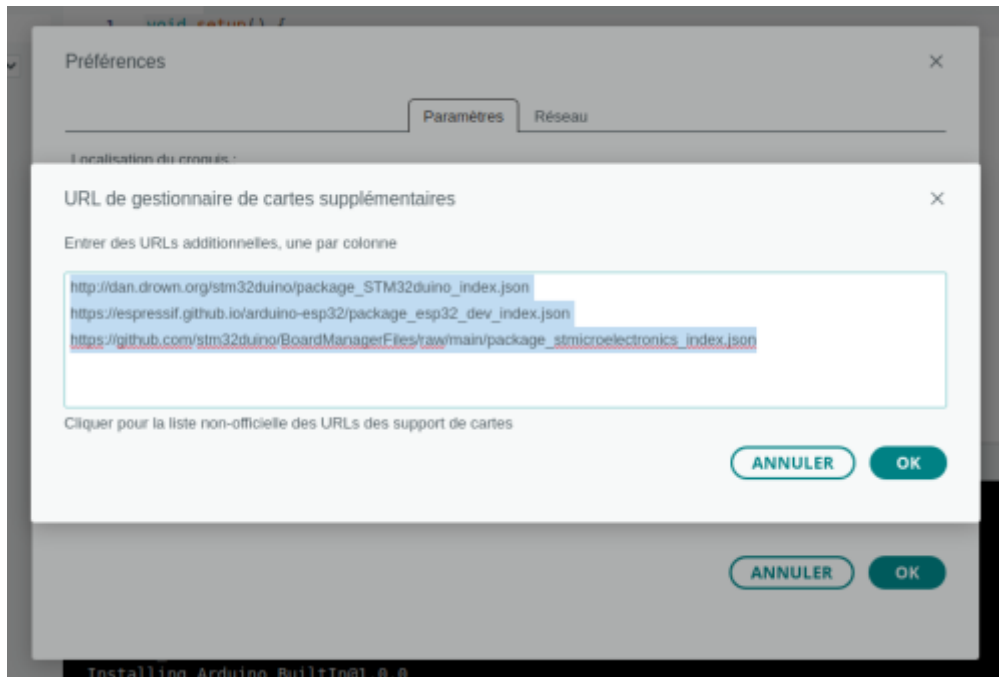 1 void setup() {
Préférences
Paramètres Réseau
Localisation du croquis :
URL de gestionnaire de cartes supplémentaires
Entrer des URLs additionnelles, une par colonne
http://dan.drown.org/stm32duino/package_STM32duino_index.json
https://espressif.github.io/arduino-esp32/package_esp32_dev_index.json
https://github.com/stm32duino/BoardManagerFiles/raw/main/package_stmicroelectronics_index.json
Cliquer pour la liste non-officielle des URLs des support de cartes
ANNULER OK
ANNULER OK
Installing Arduino_BuiltIn@1.0.0